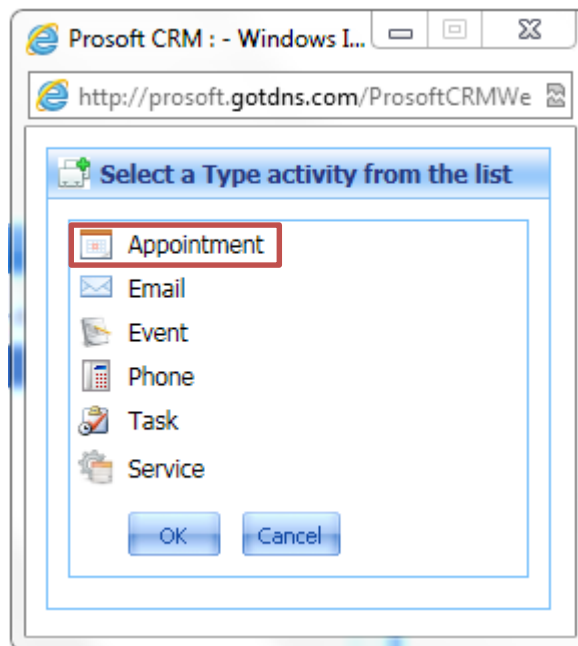 Prosoft CRM : - Windows I...
http://prosoft.gotdns.com/ProsoftCRMWe
Select a Type activity from the list
Appointment
Email
Event
Phone
Task
Service
OK Cancel